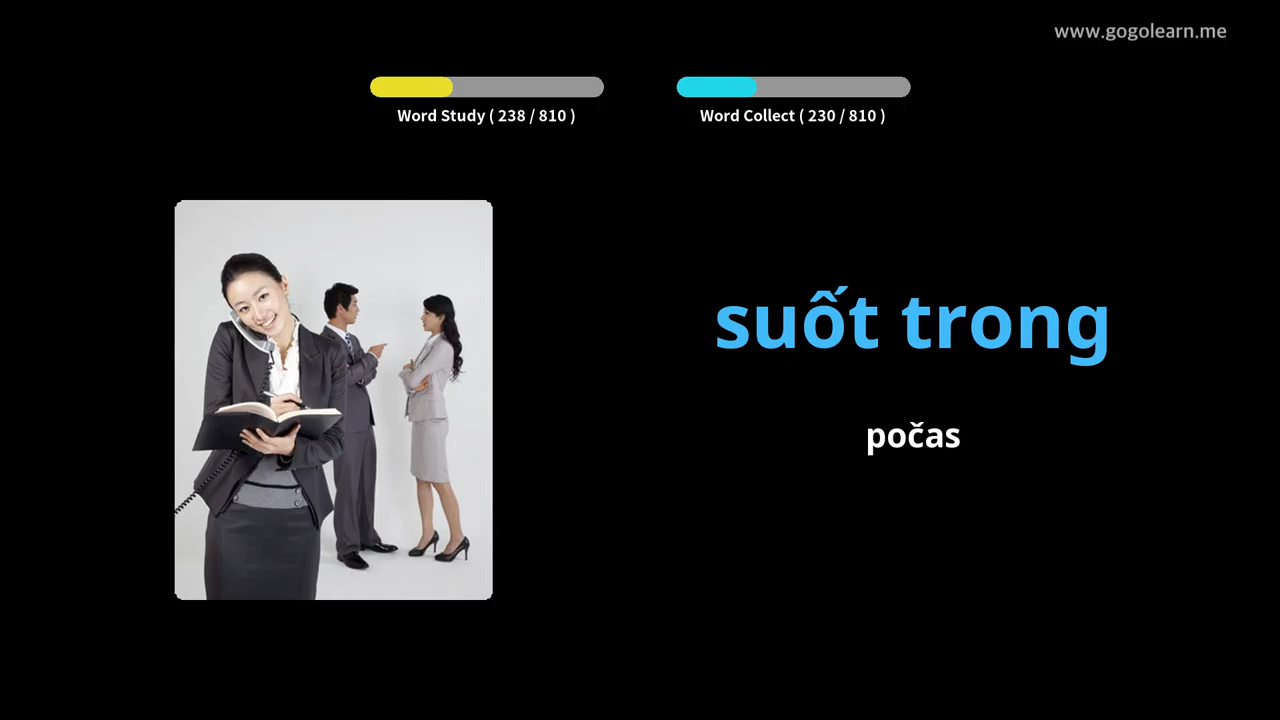 www.gogolearn.me
Word Study ( 238 / 810 )
Word Collect ( 230 / 810 )
suốt trong
počas